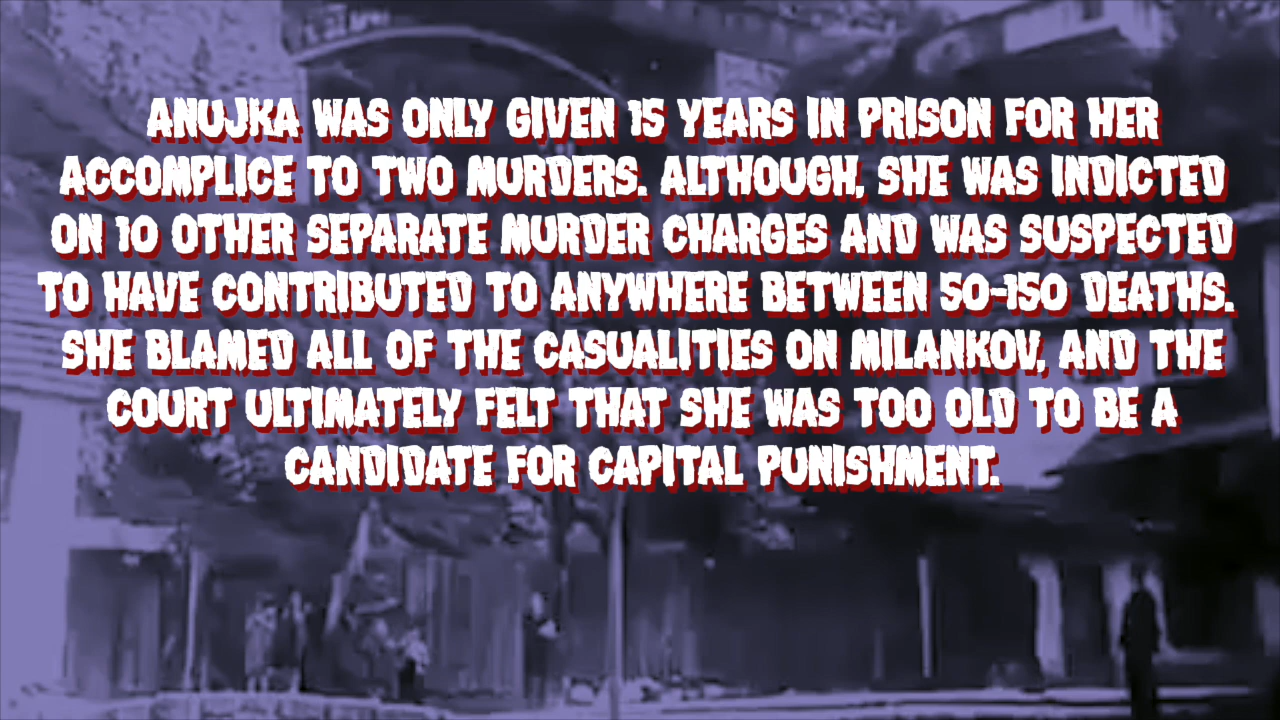 ANUJKA WAS ONLY GIVEN 15 YEARS IN PRISON FOR HER
ACCOMPLICE TO TWO MURDERS. ALTHOUGH, SHE WAS INDICTED
ON 10 OTHER SEPARATE MURDER CHARGES AND WAS SUSPECTED
TO HAVE CONTRIBUTED TO ANYWHERE BETWEEN 50-150 DEATHS.
SHE BLAMED ALL OF THE CASUALITIES ON MILANKOV, AND THE
COURT ULTIMATELY FELT THAT SHE WAS TOO OLD TO BE A
CANDIDATE FOR CAPITAL PUNISHMENT.